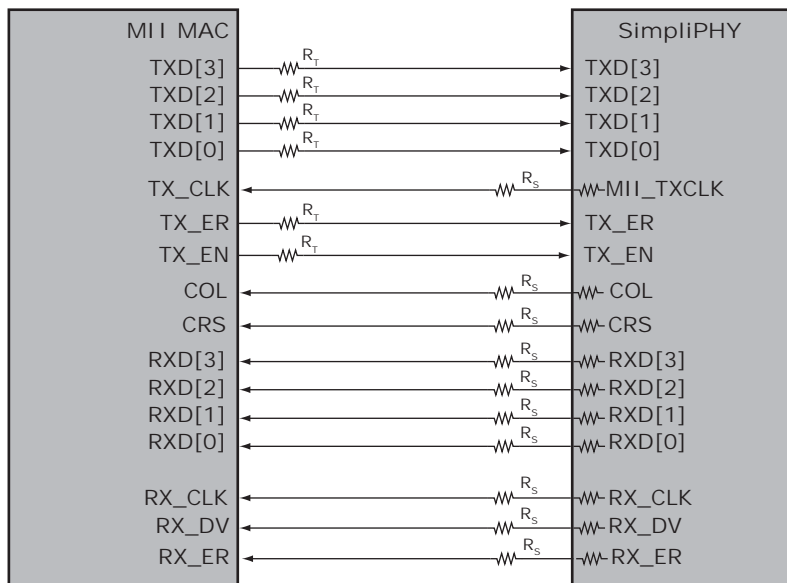 MII MAC SimpliPHY
TXD[3] R_T TXD[3]
TXD[2] R_T TXD[2]
TXD[1] R_T TXD[1]
TXD[0] R_T TXD[0]
TX_CLK R_S MII_TXCLK
TX_ER R_T TX_ER
TX_EN R_T TX_EN
COL R_S COL
CRS R_S CRS
RXD[3] R_S RXD[3]
RXD[2] R_S RXD[2]
RXD[1] R_S RXD[1]
RXD[0] R_S RXD[0]
RX_CLK R_S RX_CLK
RX_DV R_S RX_DV
RX_ER R_S RX_ER